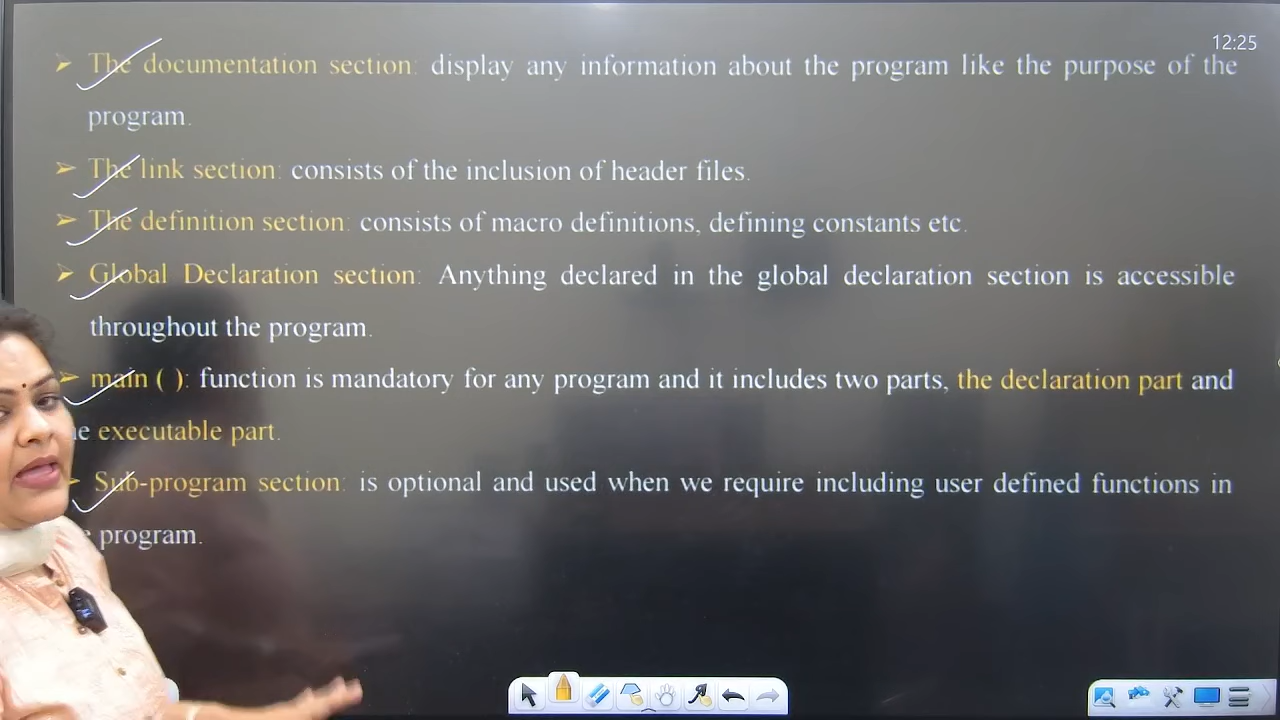 12:25
➢ The documentation section: display any information about the program like the purpose of the
program.
➢ The link section: consists of the inclusion of header files.
➢ The definition section: consists of macro definitions, defining constants etc.
➢ Global Declaration section: Anything declared in the global declaration section is accessible
throughout the program.
➢ main ( ): function is mandatory for any program and it includes two parts, the declaration part and
executable part.
Sub-program section: is optional and used when we require including user defined functions in
program.